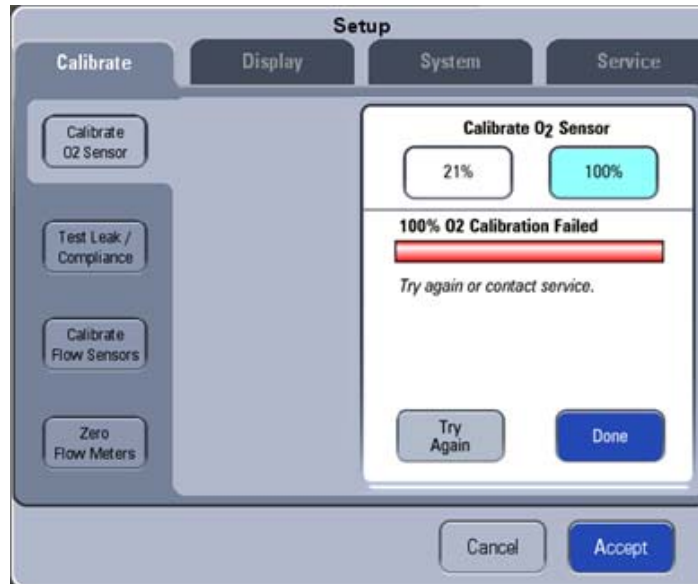 Setup
Calibrate
Display
System
Service
Calibrate
O2 Sensor
Test Leak /
Compliance
Calibrate
Flow Sensors
Zero
Flow Meters
Calibrate O2 Sensor
21%
100%
100% O2 Calibration Failed
Try again or contact service.
Try
Again
Done
Cancel
Accept